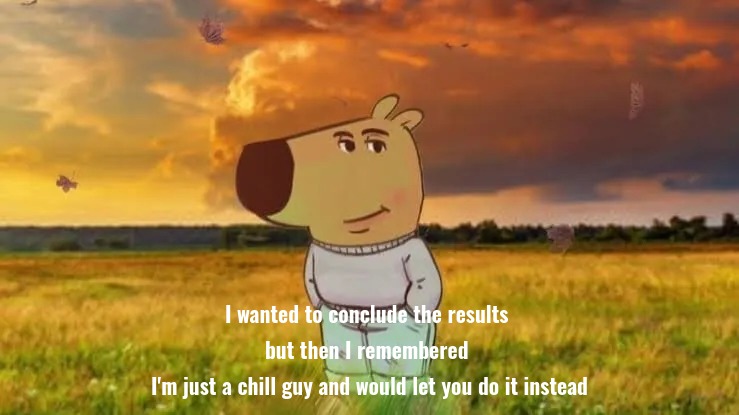 I wanted to conclude the results
but then I remembered
I'm just a chill guy and would let you do it instead